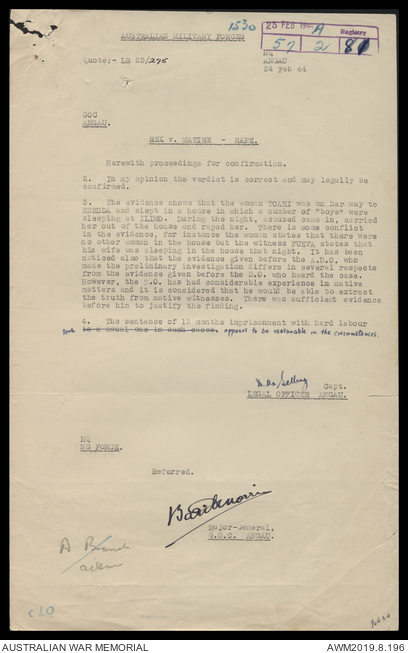 1530
25 FEB 1944 A
Registry
57 2 81
AUSTRALIAN MILITARY FORCES
Quote:- LS 22/275
HQ
ANGAU
24 Feb 44
GOC
ANGAU.
REX v. MATIWE - RAPE.
Herewith proceedings for confirmation.
2. In my opinion the verdict is correct and may legally be
confirmed.
3. The evidence shows that the woman TOARI was on her way to
KOKODA and slept in a house in which a number of "boys" were
sleeping at ILIMO. During the night, accused came in, carried
her out of the house and raped her. There is some conflict
in the evidence, for instance the woman states that there were
no other woman in the house but the witness FUEVA states that
his wife was sleeping in the house that night. It has been
noticed also that the evidence given before the A.D.O. who
made the preliminary investigation differs in several respects
from the evidence given before the D.O. who heard the case.
However, the D.O. has had considerable experience in native
matters and it is considered that he would be able to extract
the truth from native witnesses. There was sufficient evidence
before him to justify the finding.
4. The sentence of 12 months imprisonment with hard labour
is a usual one in such cases. appears to be reasonable in the circumstances.
Capt.
LEGAL OFFICER ANGAU.
HQ
NG FORCE.
Referred.
Major-General,
G.O.C. ANGAU.
AUSTRALIAN WAR MEMORIAL
AWM2019.8.196